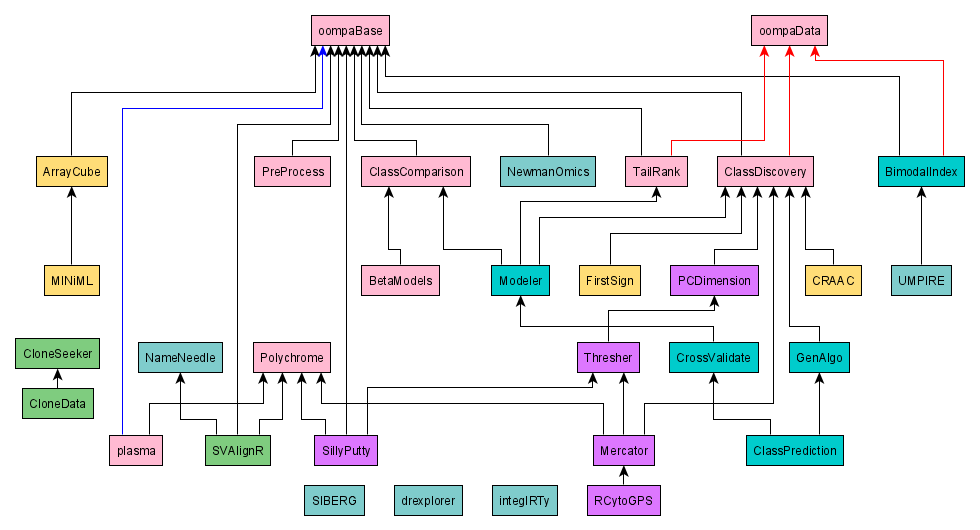 oompaBase
oompaData
ArrayCube
PreProcess
ClassComparison
NewmanOmics
TailRank
ClassDiscovery
BimodalIndex
MINiML
BetaModels
Modeler
FirstSign
PCDimension
CRAAC
UMPIRE
CloneSeeker
NameNeedle
Polychrome
Thresher
CrossValidate
GenAlgo
CloneData
plasma
SVAlignR
SillyPutty
Mercator
ClassPrediction
SIBERG
drexplorer
integIRTy
RCytoGPS